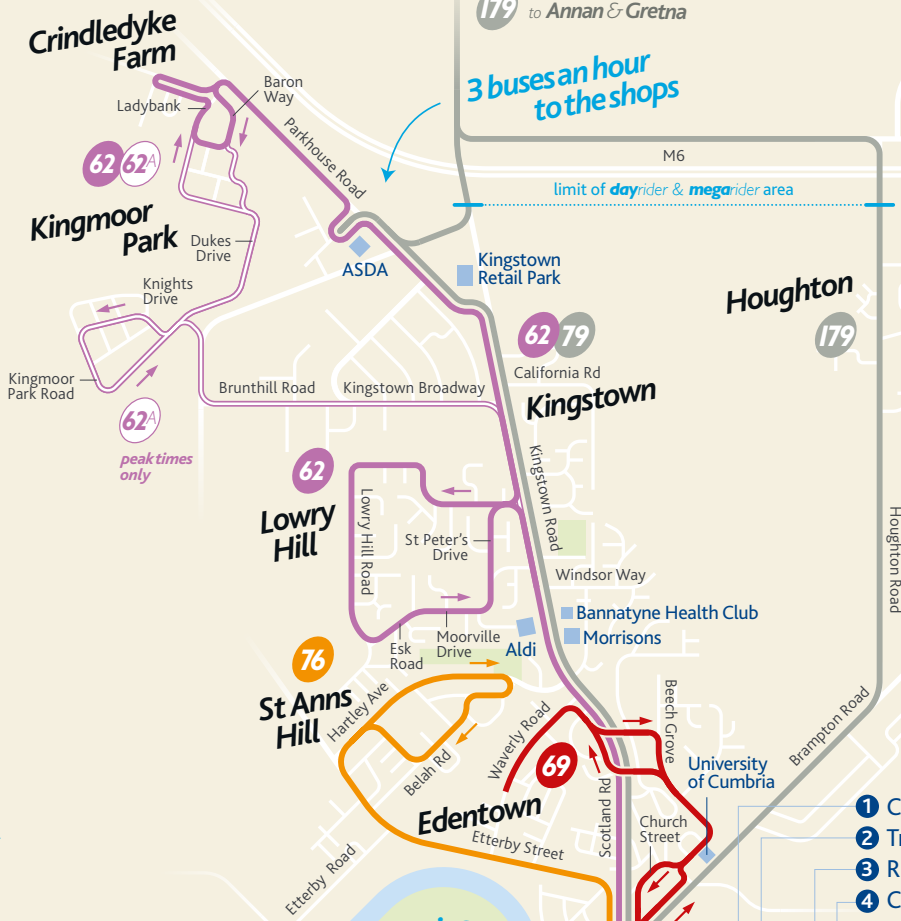 179 to Annan & Gretna
Crindledyke
Farm
Ladybank
Baron
Way
3 buses an hour
to the shops
Parkhouse Road
M6
62 62A
limit of dayrider & megarider area
Kingmoor
Park
Dukes
Drive
ASDA
Kingstown
Retail Park
Knights
Drive
Houghton
179
62 79
California Rd
Kingmoor
Park Road
Brunthill Road
Kingstown Broadway
Kingstown
62A
peak times
only
62
Lowry
Hill
Lowry Hill Road
Kingstown Road
St Peter's
Drive
Houghton Road
Windsor Way
Bannatyne Health Club
Morrisons
Aldi
Moorville
Drive
Esk
Road
76
St Anns
Hill
Hartley Ave
Belah Rd
Waverly Road
Beech Grove
Brampton Road
69
University
of Cumbria
Edentown
Scotland Rd
Church
Street
Etterby Street
Etterby Road
1 C
2 Tr
3 R
4 C